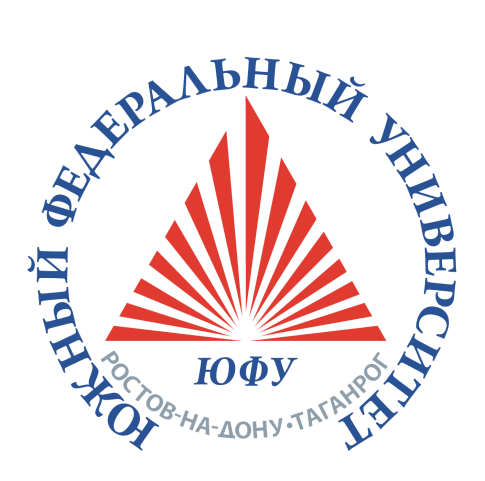 ЮЖНЫЙ ФЕДЕРАЛЬНЫЙ УНИВЕРСИТЕТ
ЮФУ
РОСТОВ-НА-ДОНУ•ТАГАНРОГ